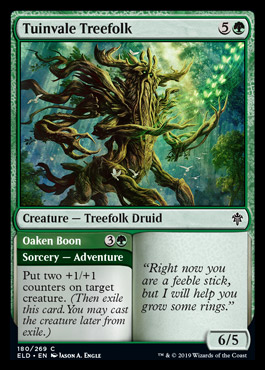 Tuinvale Treefolk 5
Creature — Treefolk Druid
Oaken Boon 3
Sorcery — Adventure
Put two +1/+1
counters on target
creature. (Then exile
this card. You may cast
the creature later from
exile.)
“Right now you
are a feeble stick,
but I will help you
grow some rings.”
6/5
180/269 C
ELD • EN Jason A. Engle
™ & © 2019 Wizards of the Coast